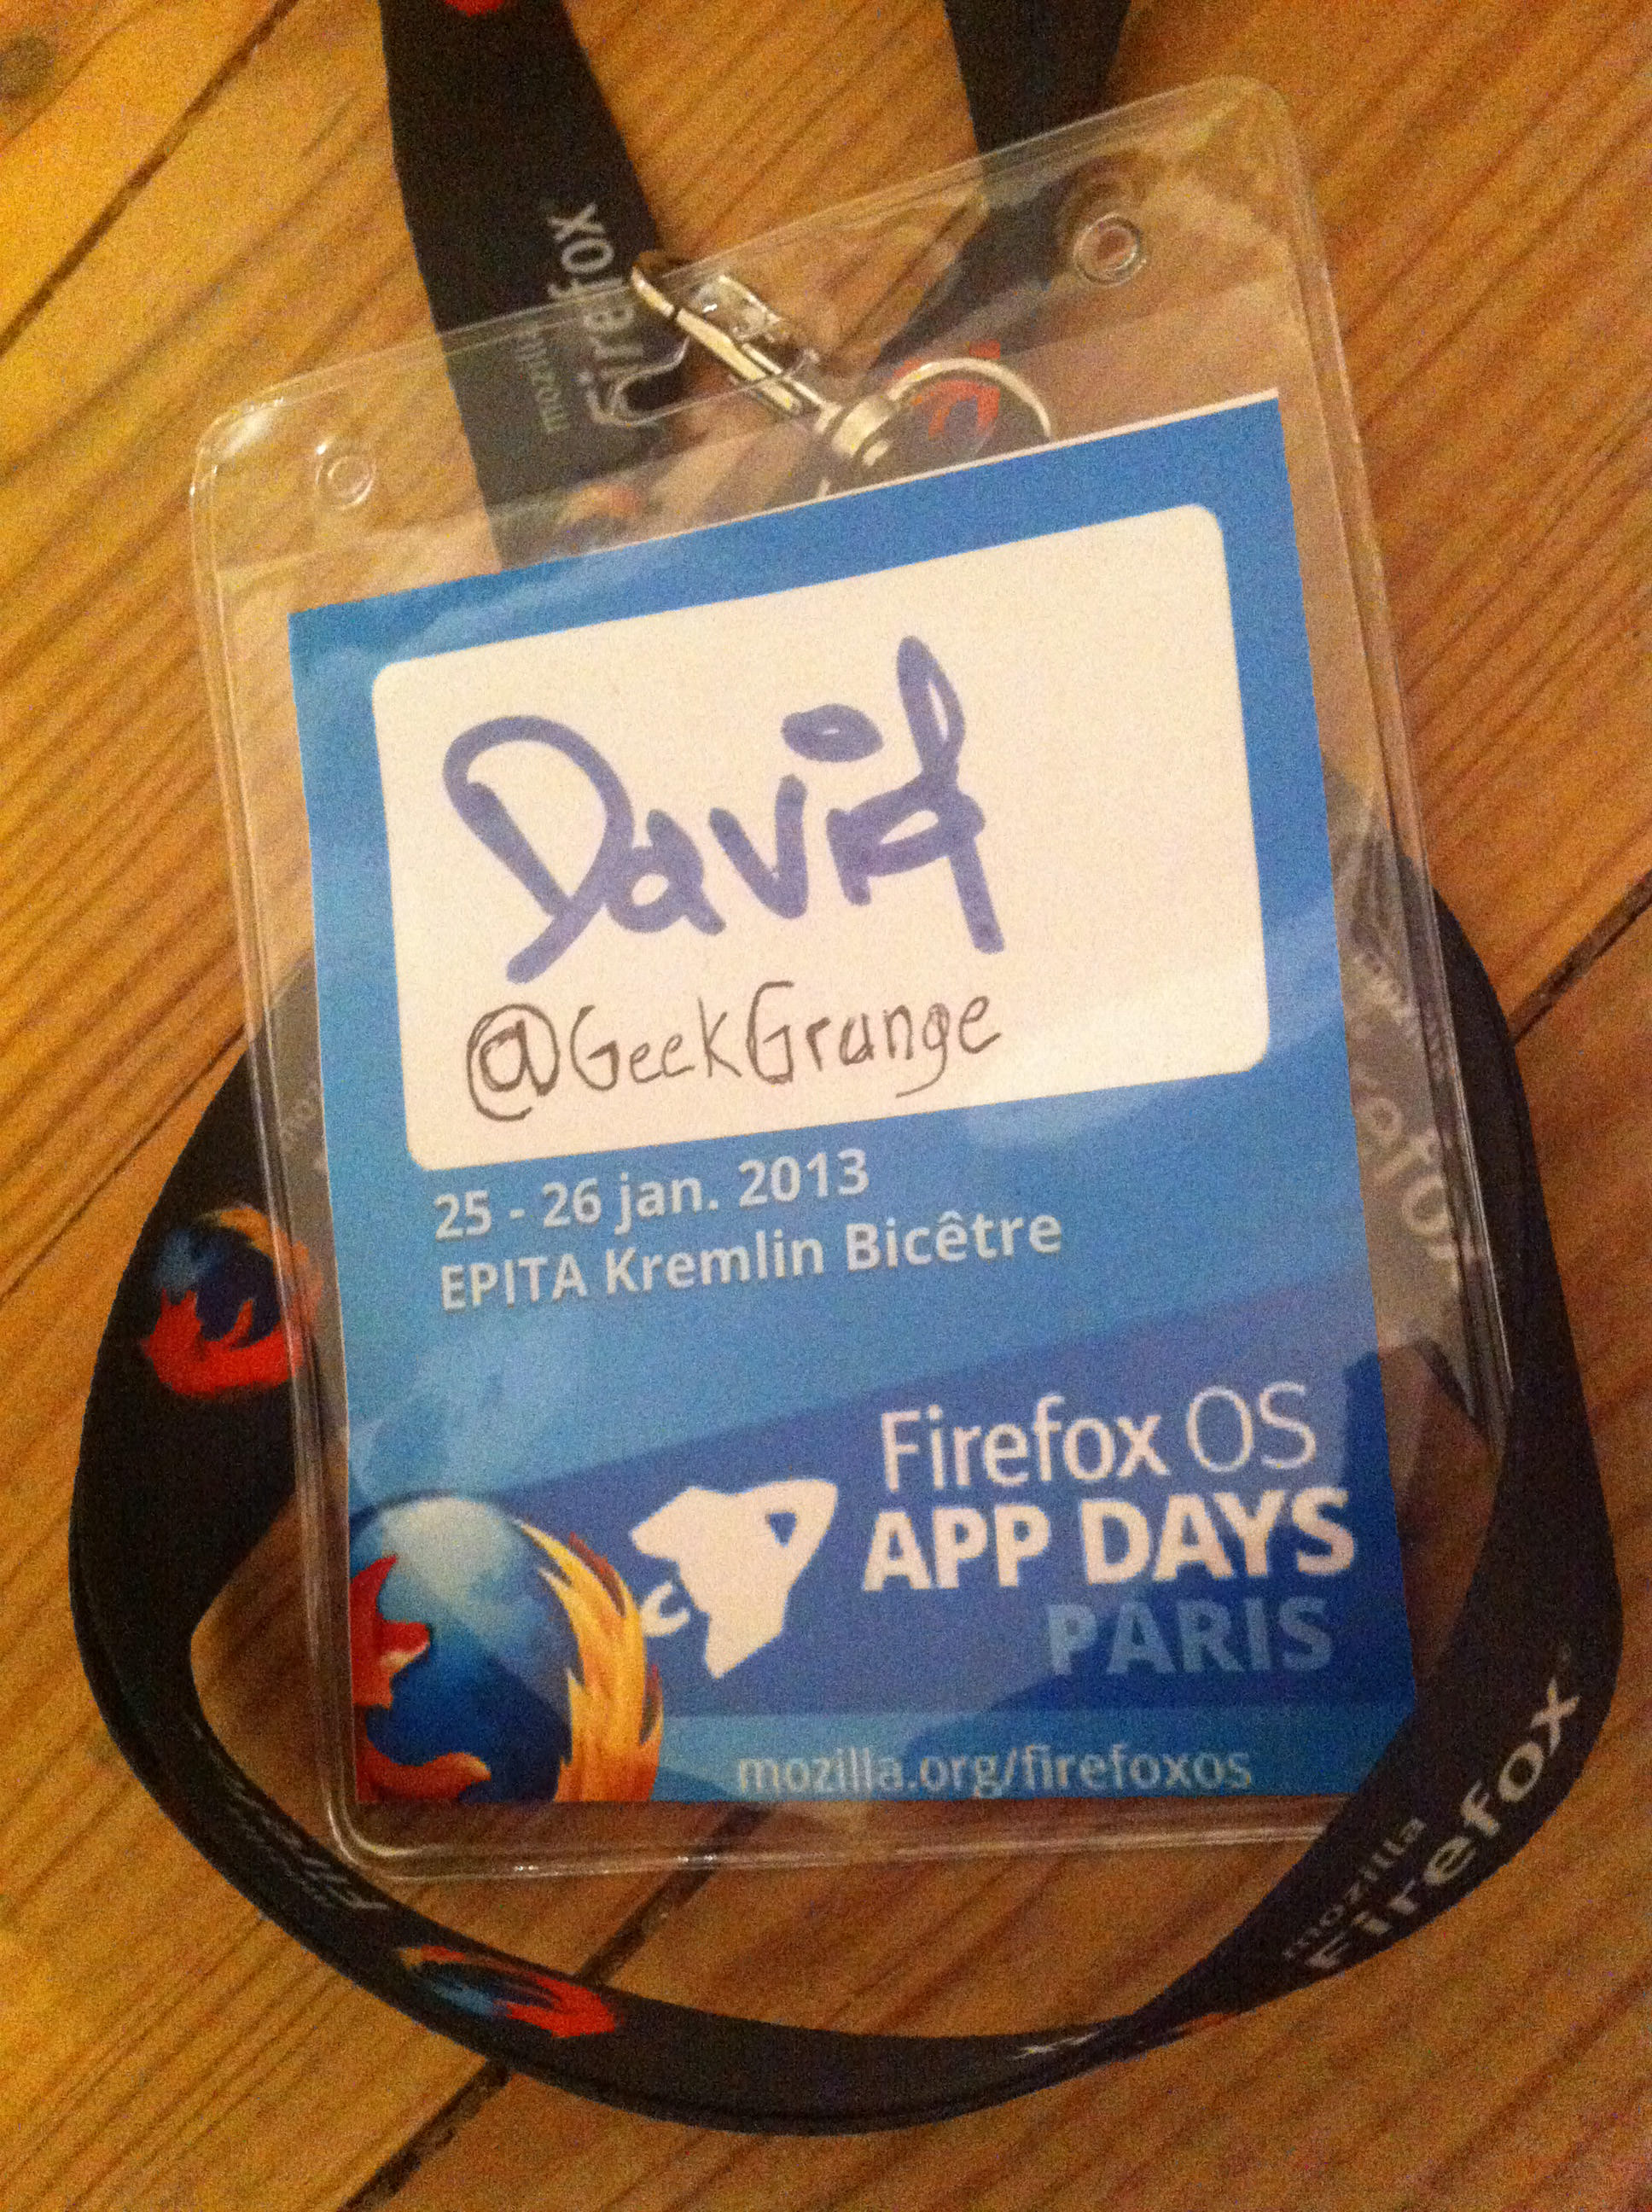 mozilla
Firefox
David
@GeekGrunge
25 - 26 jan. 2013
EPITA Kremlin Bicêtre
Firefox OS
APP DAYS
PARIS
mozilla.org/firefoxos
mozilla
Firefox